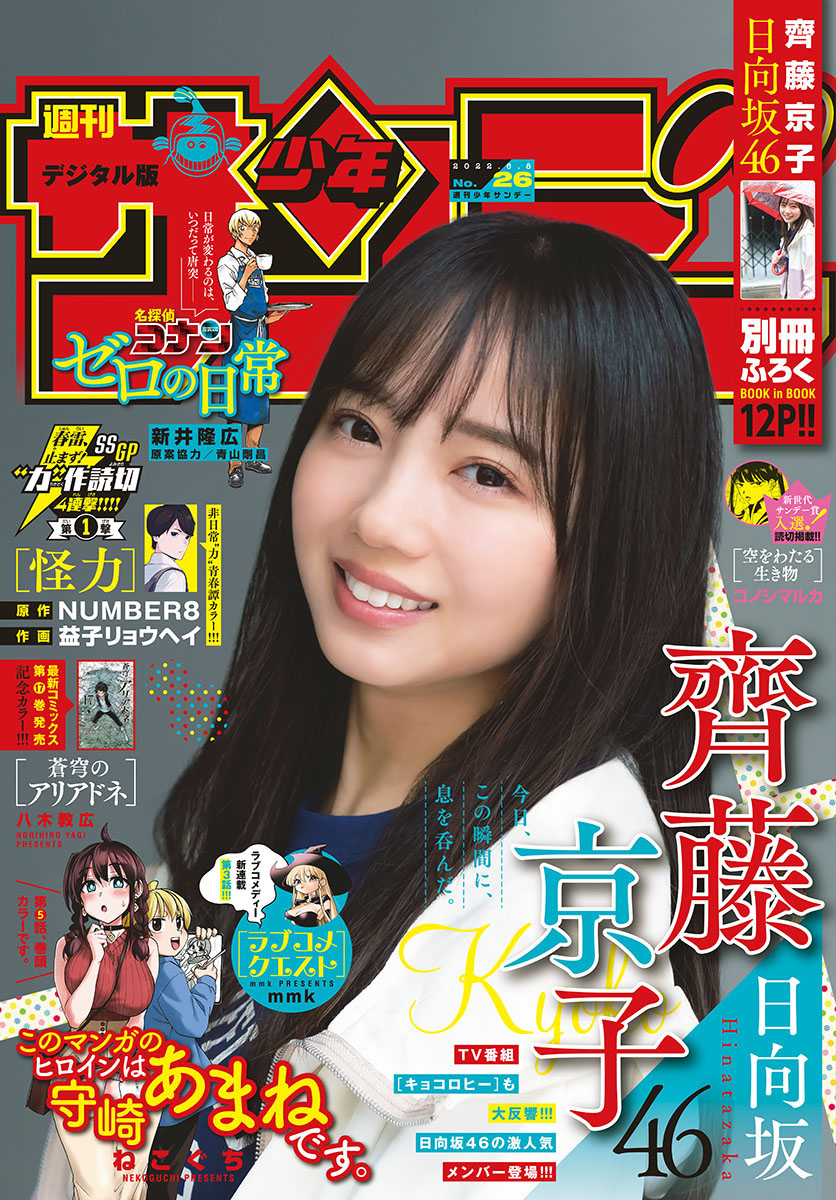 週刊
少年
サンデー
デジタル版
2022.6.8
No.26
週刊少年サンデー
齊藤京子
日向坂46
別冊
ふろく
BOOK in BOOK
12P!!
日常が変わるのは、
いつだって唐突――
名探偵
コナン
ゼロの日常
新井隆広
原案協力／青山剛昌
春雷、
止まず!
SSGP
“力”作読切
4連撃!!!!
第1撃
非日常“力”青春譚カラー!!!
[怪力]
原作 NUMBER8
作画 益子リョウヘイ
新世代
サンデー賞
入選!
読切掲載!!
[空をわたる
生き物]
コノシマルカ
最新コミックス
第17巻発売
記念カラー!!!
[蒼穹の
アリアドネ]
八木教広
NORIHIRO YAGI
PRESENTS
今日、
この瞬間に、
息を呑んだ。
齊藤
京子
Kyoko
日向坂
46
Hinatazaka
ラブコメディー
新連載
第3話!!!
[ラブコメ
クエスト]
mmk PRESENTS
mmk
第5話、巻頭
カラーです。
このマンガの
ヒロインは
守崎
あまね
です。
ねこぐち
NEKOGUCHI PRESENTS
TV番組
[キョコロヒー]も
大反響!!!
日向坂46の激人気
メンバー登場!!!